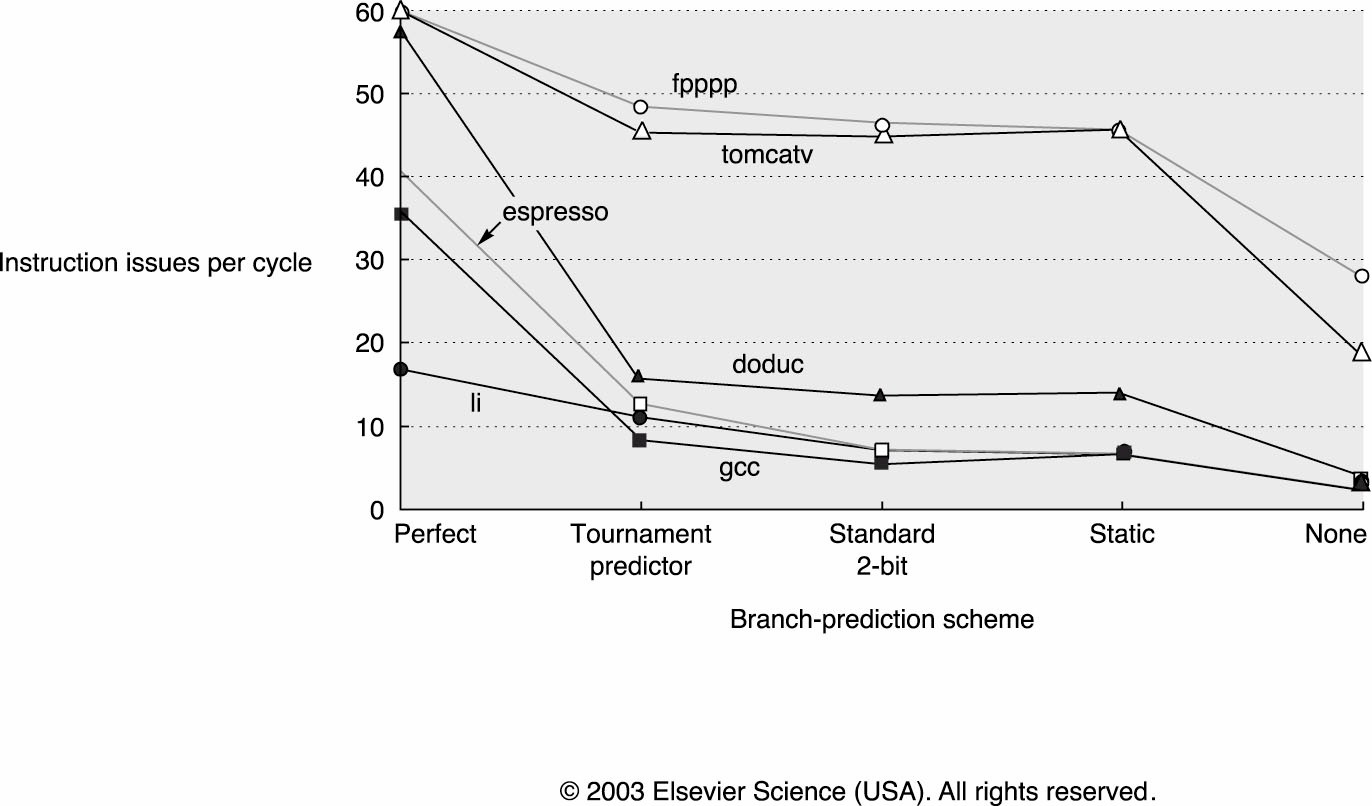 60
50
40
30
20
10
0
Instruction issues per cycle
fpppp
tomcatv
espresso
doduc
li
gcc
Perfect
Tournament
predictor
Standard
2-bit
Static
None
Branch-prediction scheme
© 2003 Elsevier Science (USA). All rights reserved.